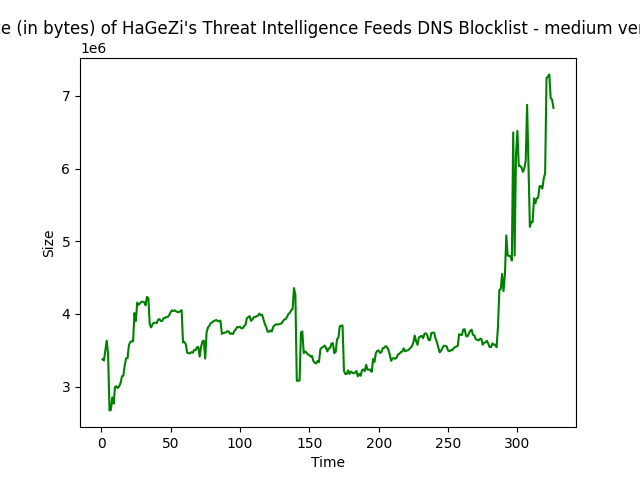 e (in bytes) of HaGeZi's Threat Intelligence Feeds DNS Blocklist - medium ver
1e6
7
6
5
4
3
Size
0 50 100 150 200 250 300
Time